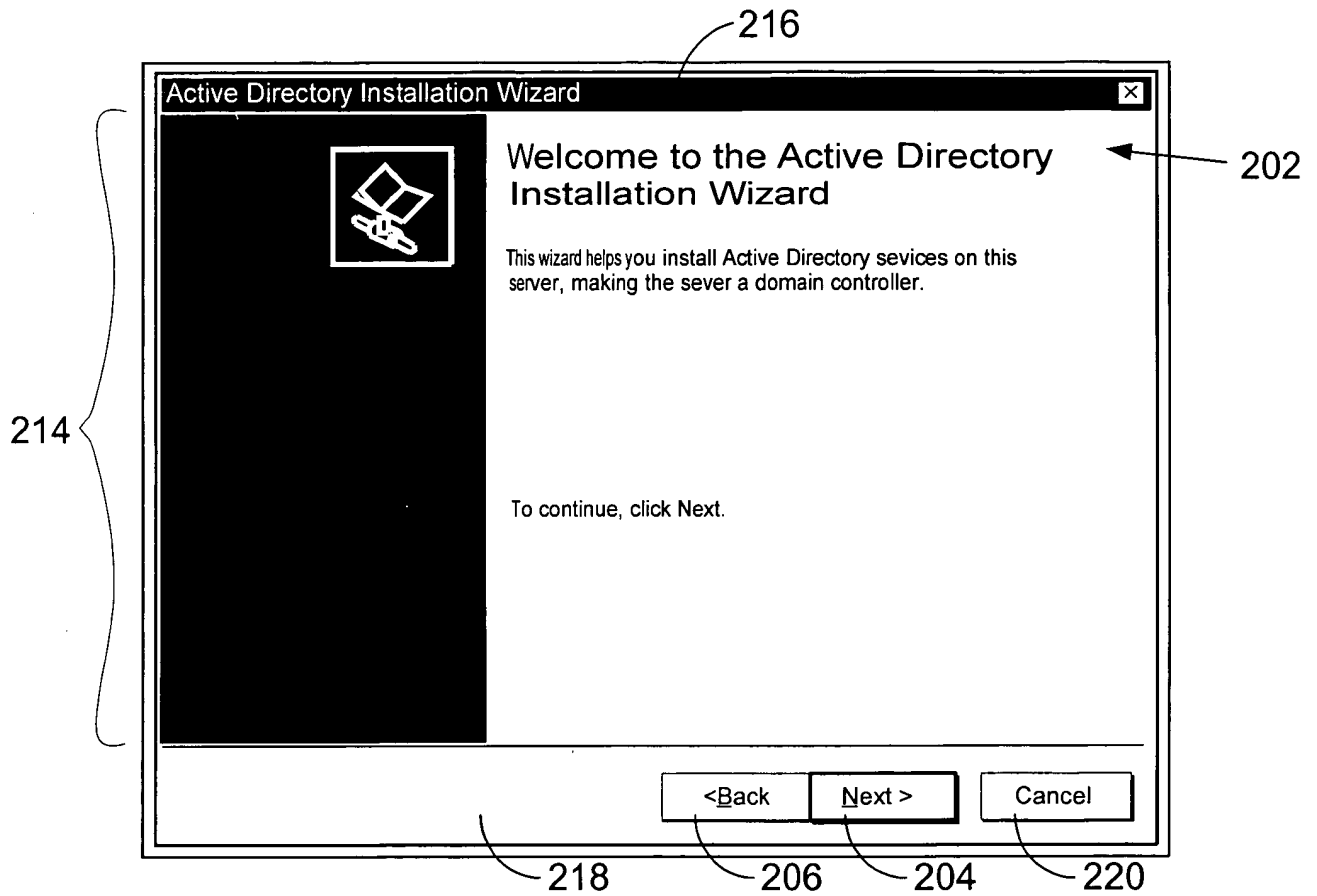 216
Active Directory Installation Wizard
Welcome to the Active Directory
Installation Wizard
202
This wizard helps you install Active Directory sevices on this
server, making the sever a domain controller.
214
To continue, click Next.
<Back
Next >
Cancel
218
206
204
220